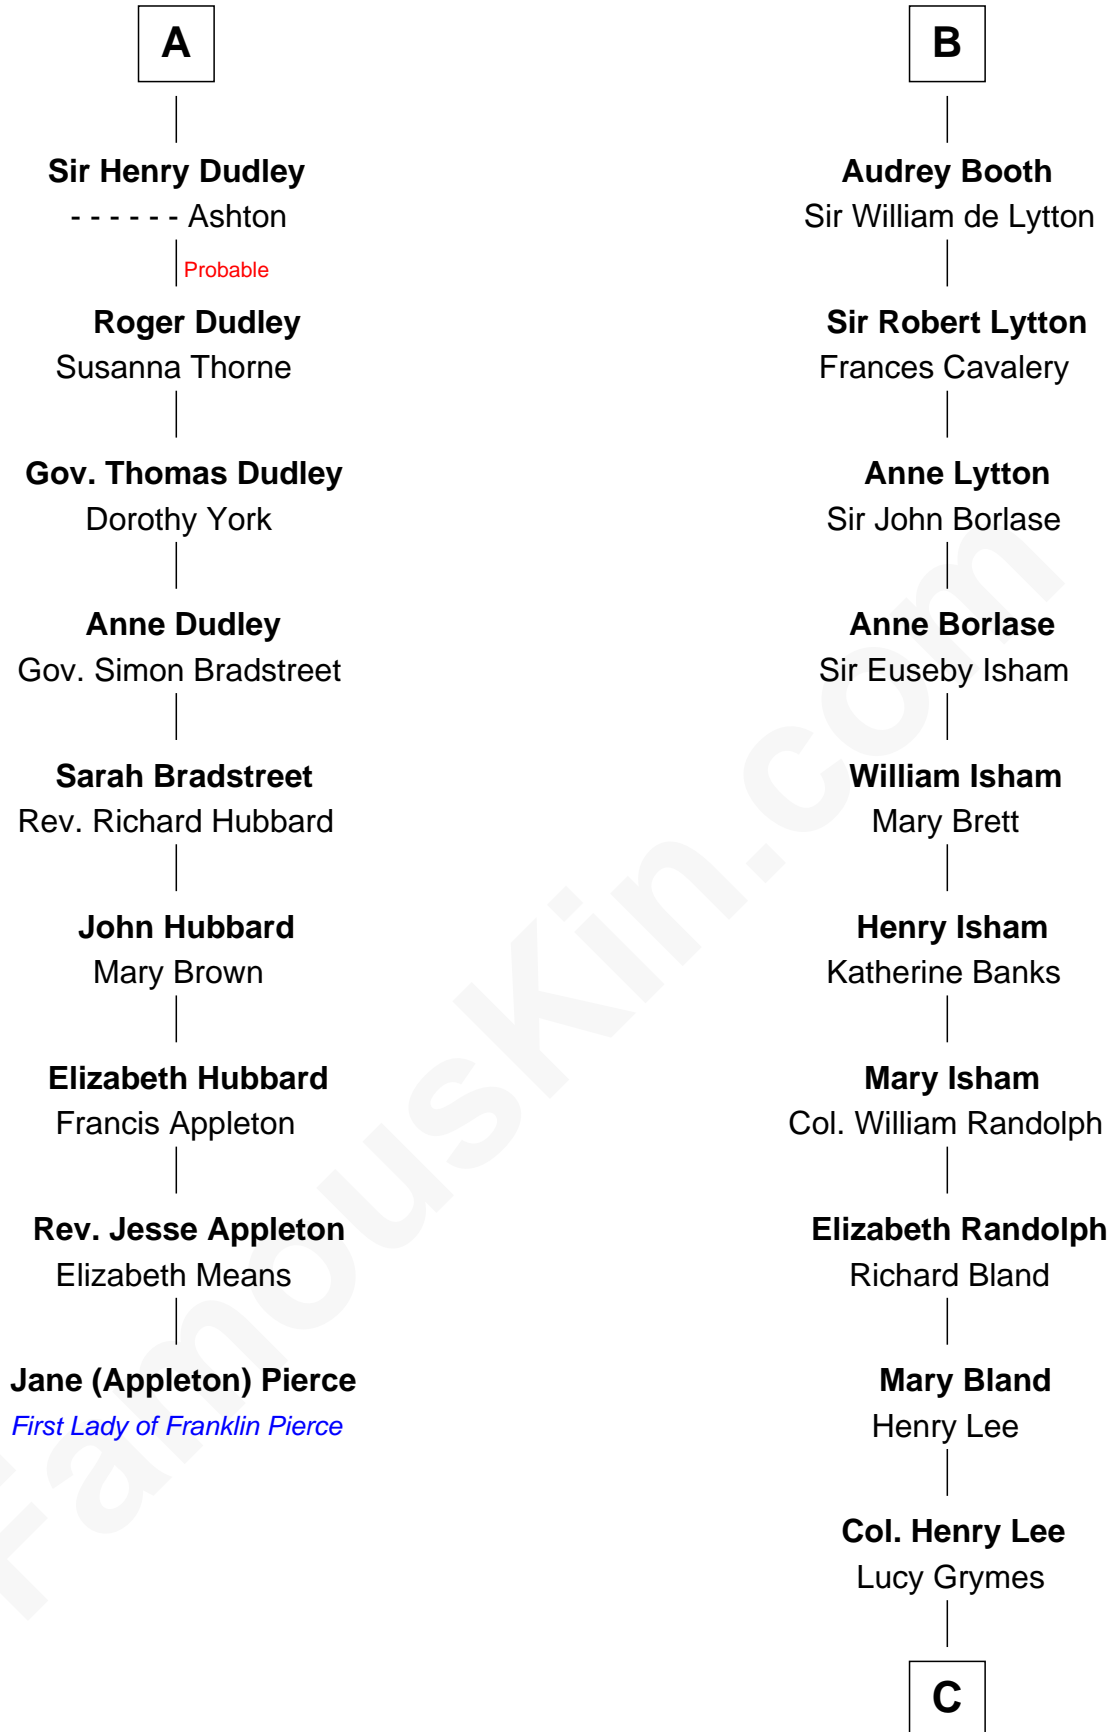 A
Sir Henry Dudley
- - - - - - Ashton
Probable
Roger Dudley
Susanna Thorne
Gov. Thomas Dudley
Dorothy York
Anne Dudley
Gov. Simon Bradstreet
Sarah Bradstreet
Rev. Richard Hubbard
John Hubbard
Mary Brown
Elizabeth Hubbard
Francis Appleton
Rev. Jesse Appleton
Elizabeth Means
Jane (Appleton) Pierce
First Lady of Franklin Pierce
B
Audrey Booth
Sir William de Lytton
Sir Robert Lytton
Frances Cavalery
Anne Lytton
Sir John Borlase
Anne Borlase
Sir Euseby Isham
William Isham
Mary Brett
Henry Isham
Katherine Banks
Mary Isham
Col. William Randolph
Elizabeth Randolph
Richard Bland
Mary Bland
Henry Lee
Col. Henry Lee
Lucy Grymes
C
FamousKin.com